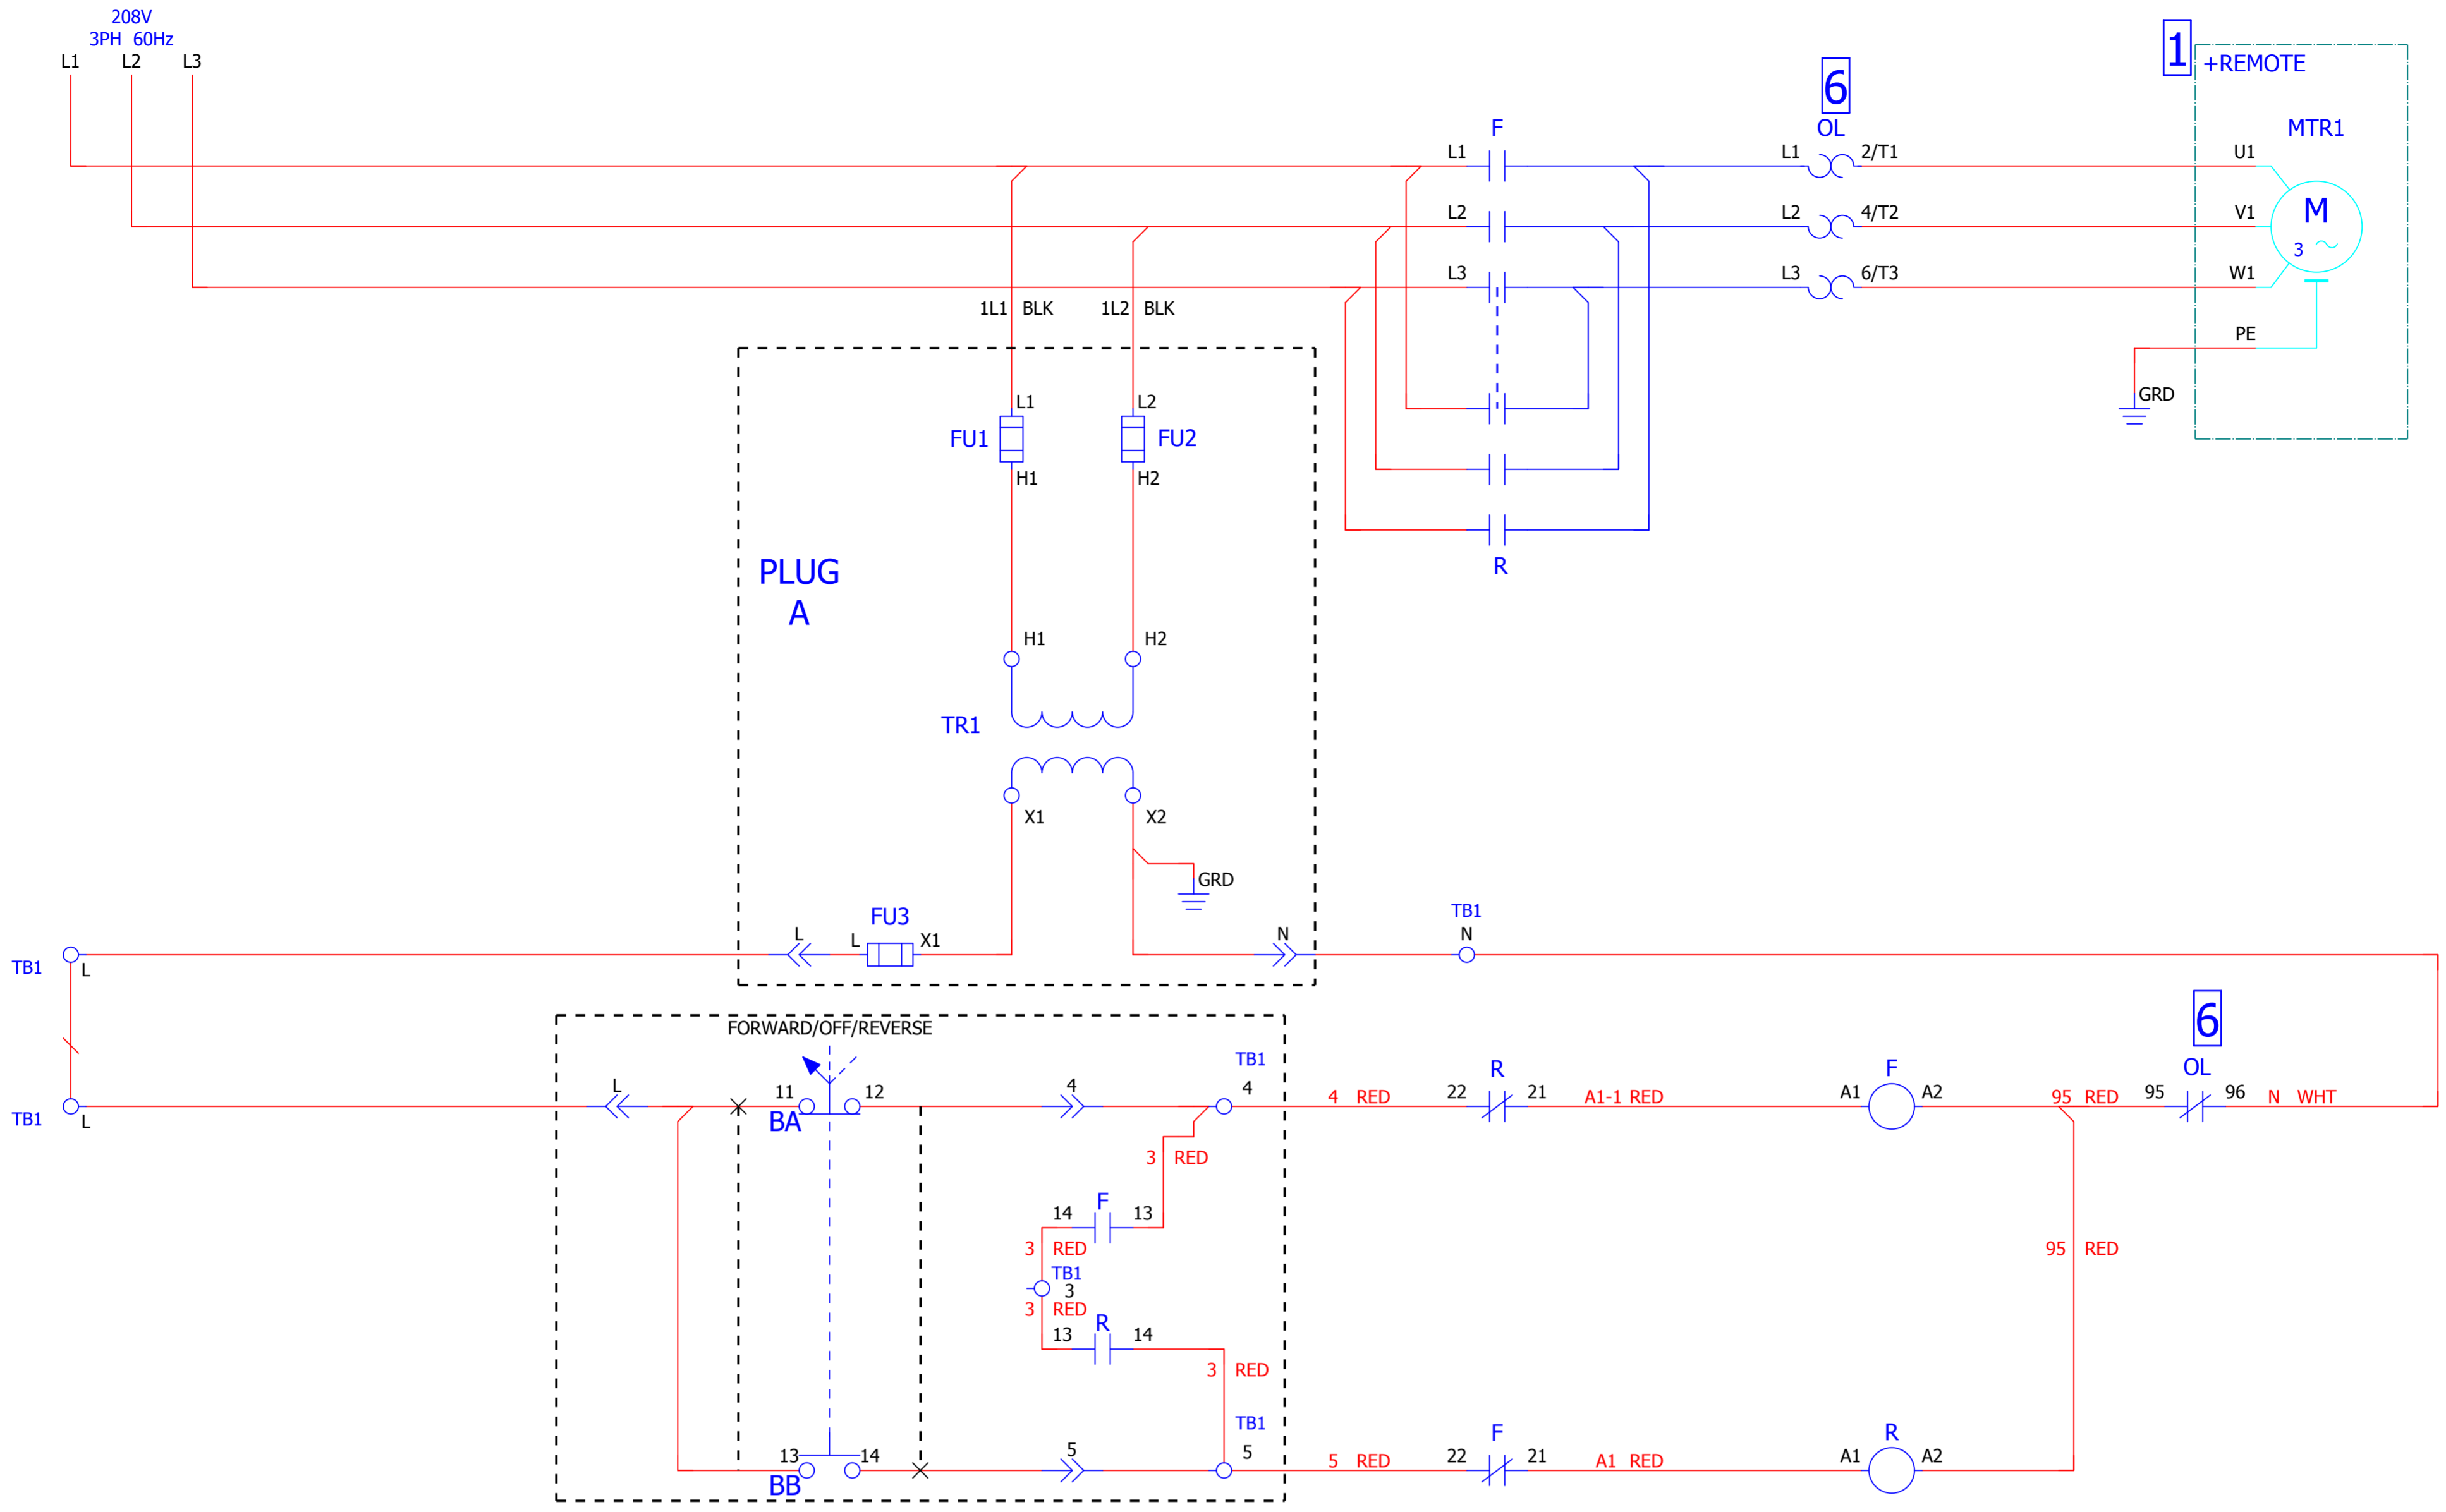 208V
3PH 60Hz
L1 L2 L3
1
+REMOTE
6
OL
MTR1
F
L1 L1 2/T1 U1
L2 L2 4/T2 V1
M
3
L3 L3 6/T3 W1
1L1 BLK 1L2 BLK
PE
GRD
L1 L2
FU1 FU2
H1 H2
R
PLUG
A
H1 H2
TR1
X1 X2
GRD
FU3
L L X1 N
TB1
N
TB1 L
6
FORWARD/OFF/REVERSE
TB1 L
L 11 12 4
BA
TB1
4
4 RED
R
22 21
A1-1 RED
F
A1 A2
95 RED
OL
95 96
N WHT
3 RED
F
14 13
3 RED
TB1
3
3 RED
R
13 14
3 RED
95 RED
13 14 5
BB
TB1
5
5 RED
F
22 21
A1 RED
R
A1 A2